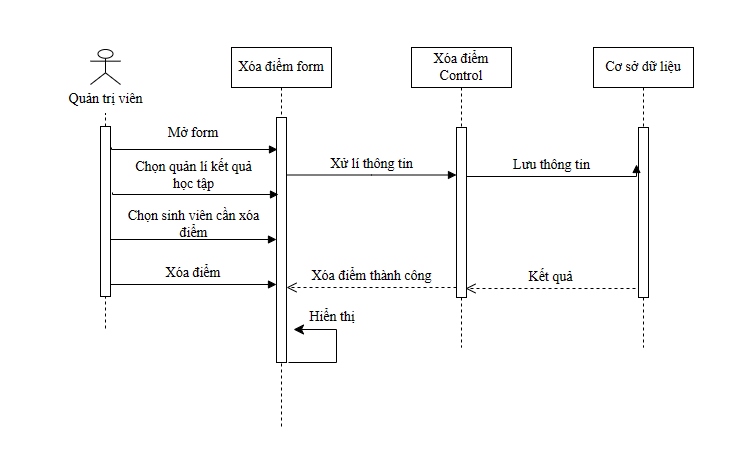 Xóa điểm form
Xóa điểm
Control
Cơ sở dữ liệu
Quản trị viên
Mở form
Chọn quản lí kết quả
học tập
Xử lí thông tin
Lưu thông tin
Chọn sinh viên cần xóa
điểm
Xóa điểm
Xóa điểm thành công
Kết quả
Hiển thị